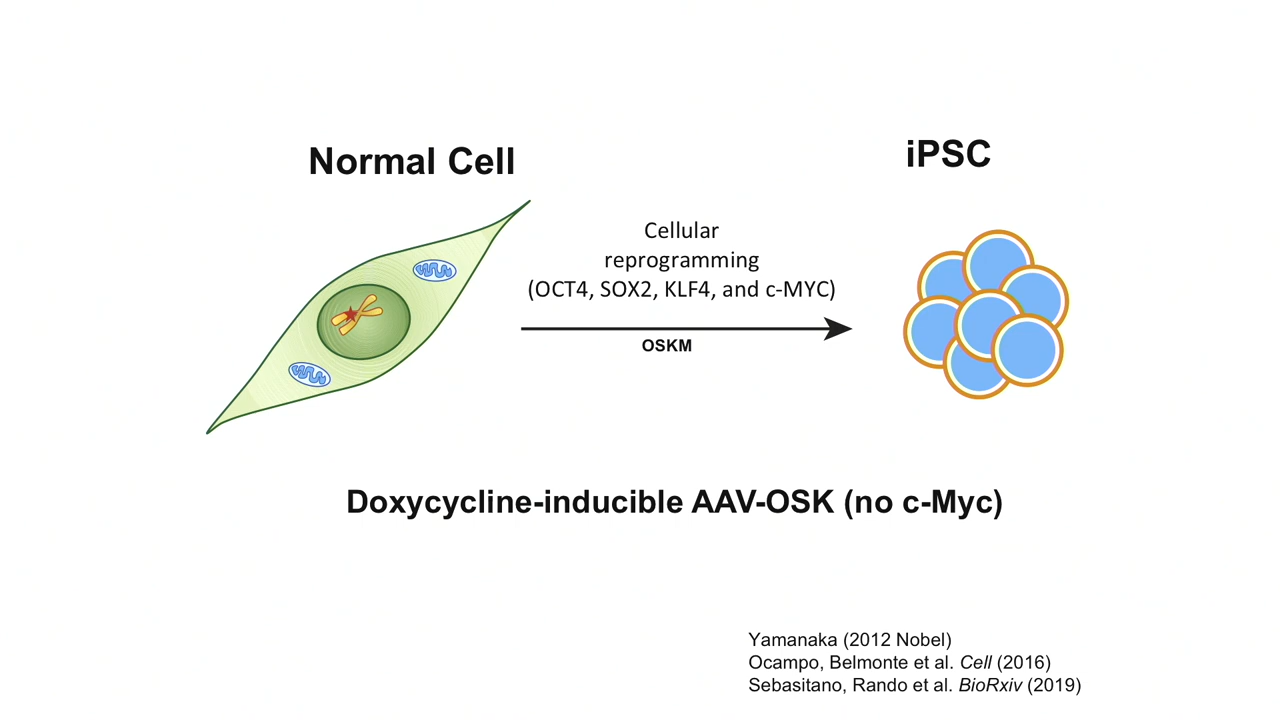 Normal Cell
iPSC
Cellular
reprogramming
(OCT4, SOX2, KLF4, and c-MYC)
OSKM
Doxycycline-inducible AAV-OSK (no c-Myc)
Yamanaka (2012 Nobel)
Ocampo, Belmonte et al. Cell (2016)
Sebasitano, Rando et al. BioRxiv (2019)